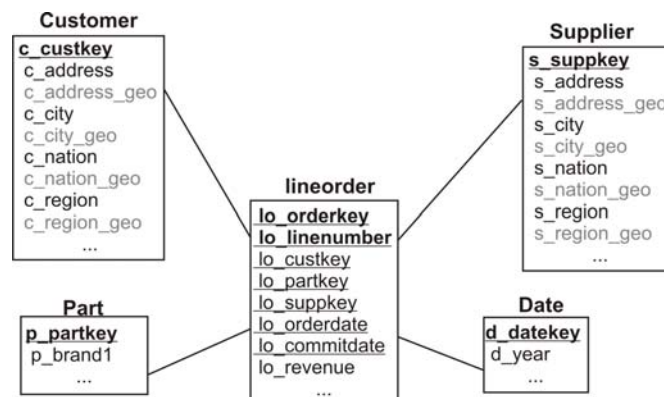 Customer
c_custkey
c_address
c_address_geo
c_city
c_city_geo
c_nation
c_nation_geo
c_region
c_region_geo
...
Supplier
s_suppkey
s_address
s_address_geo
s_city
s_city_geo
s_nation
s_nation_geo
s_region
s_region_geo
...
lineorder
lo_orderkey
lo_linenumber
lo_custkey
lo_partkey
lo_suppkey
lo_orderdate
lo_commitdate
lo_revenue
Part
p_partkey
p_brand1
...
Date
d_datekey
d_year
...